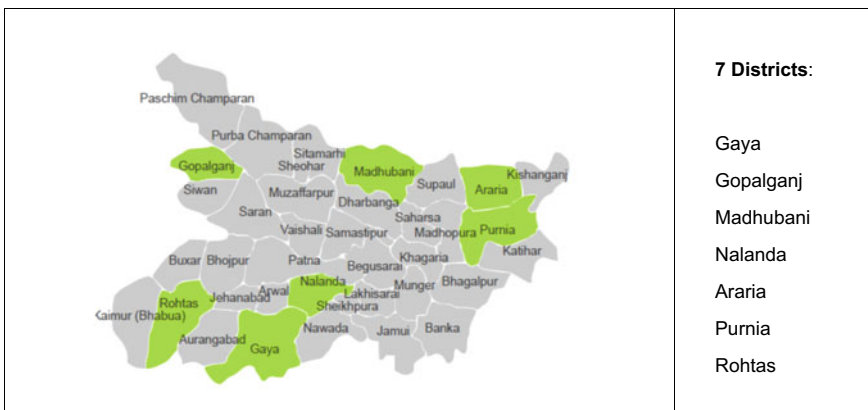 Paschim Champaran
Purba Champaran
Sitamarhi
Gopalganj
Sheohar
Madhubani
Kishanganj
Siwan
Muzaffarpur
Supaul
Araria
Dharbanga
Saran
Saharsa
Vaishali
Samastipur
Madhopura
Purnia
Katihar
Buxar
Bhojpur
Patna
Begusarai
Khagaria
Nalanda
Munger
Bhagalpur
Rohtas
Jehanabad
Arwal
Lakhisarai
Sheikhpura
Kaimur (Bhabua)
Aurangabad
Gaya
Nawada
Jamui
Banka
7 Districts:
Gaya
Gopalganj
Madhubani
Nalanda
Araria
Purnia
Rohtas